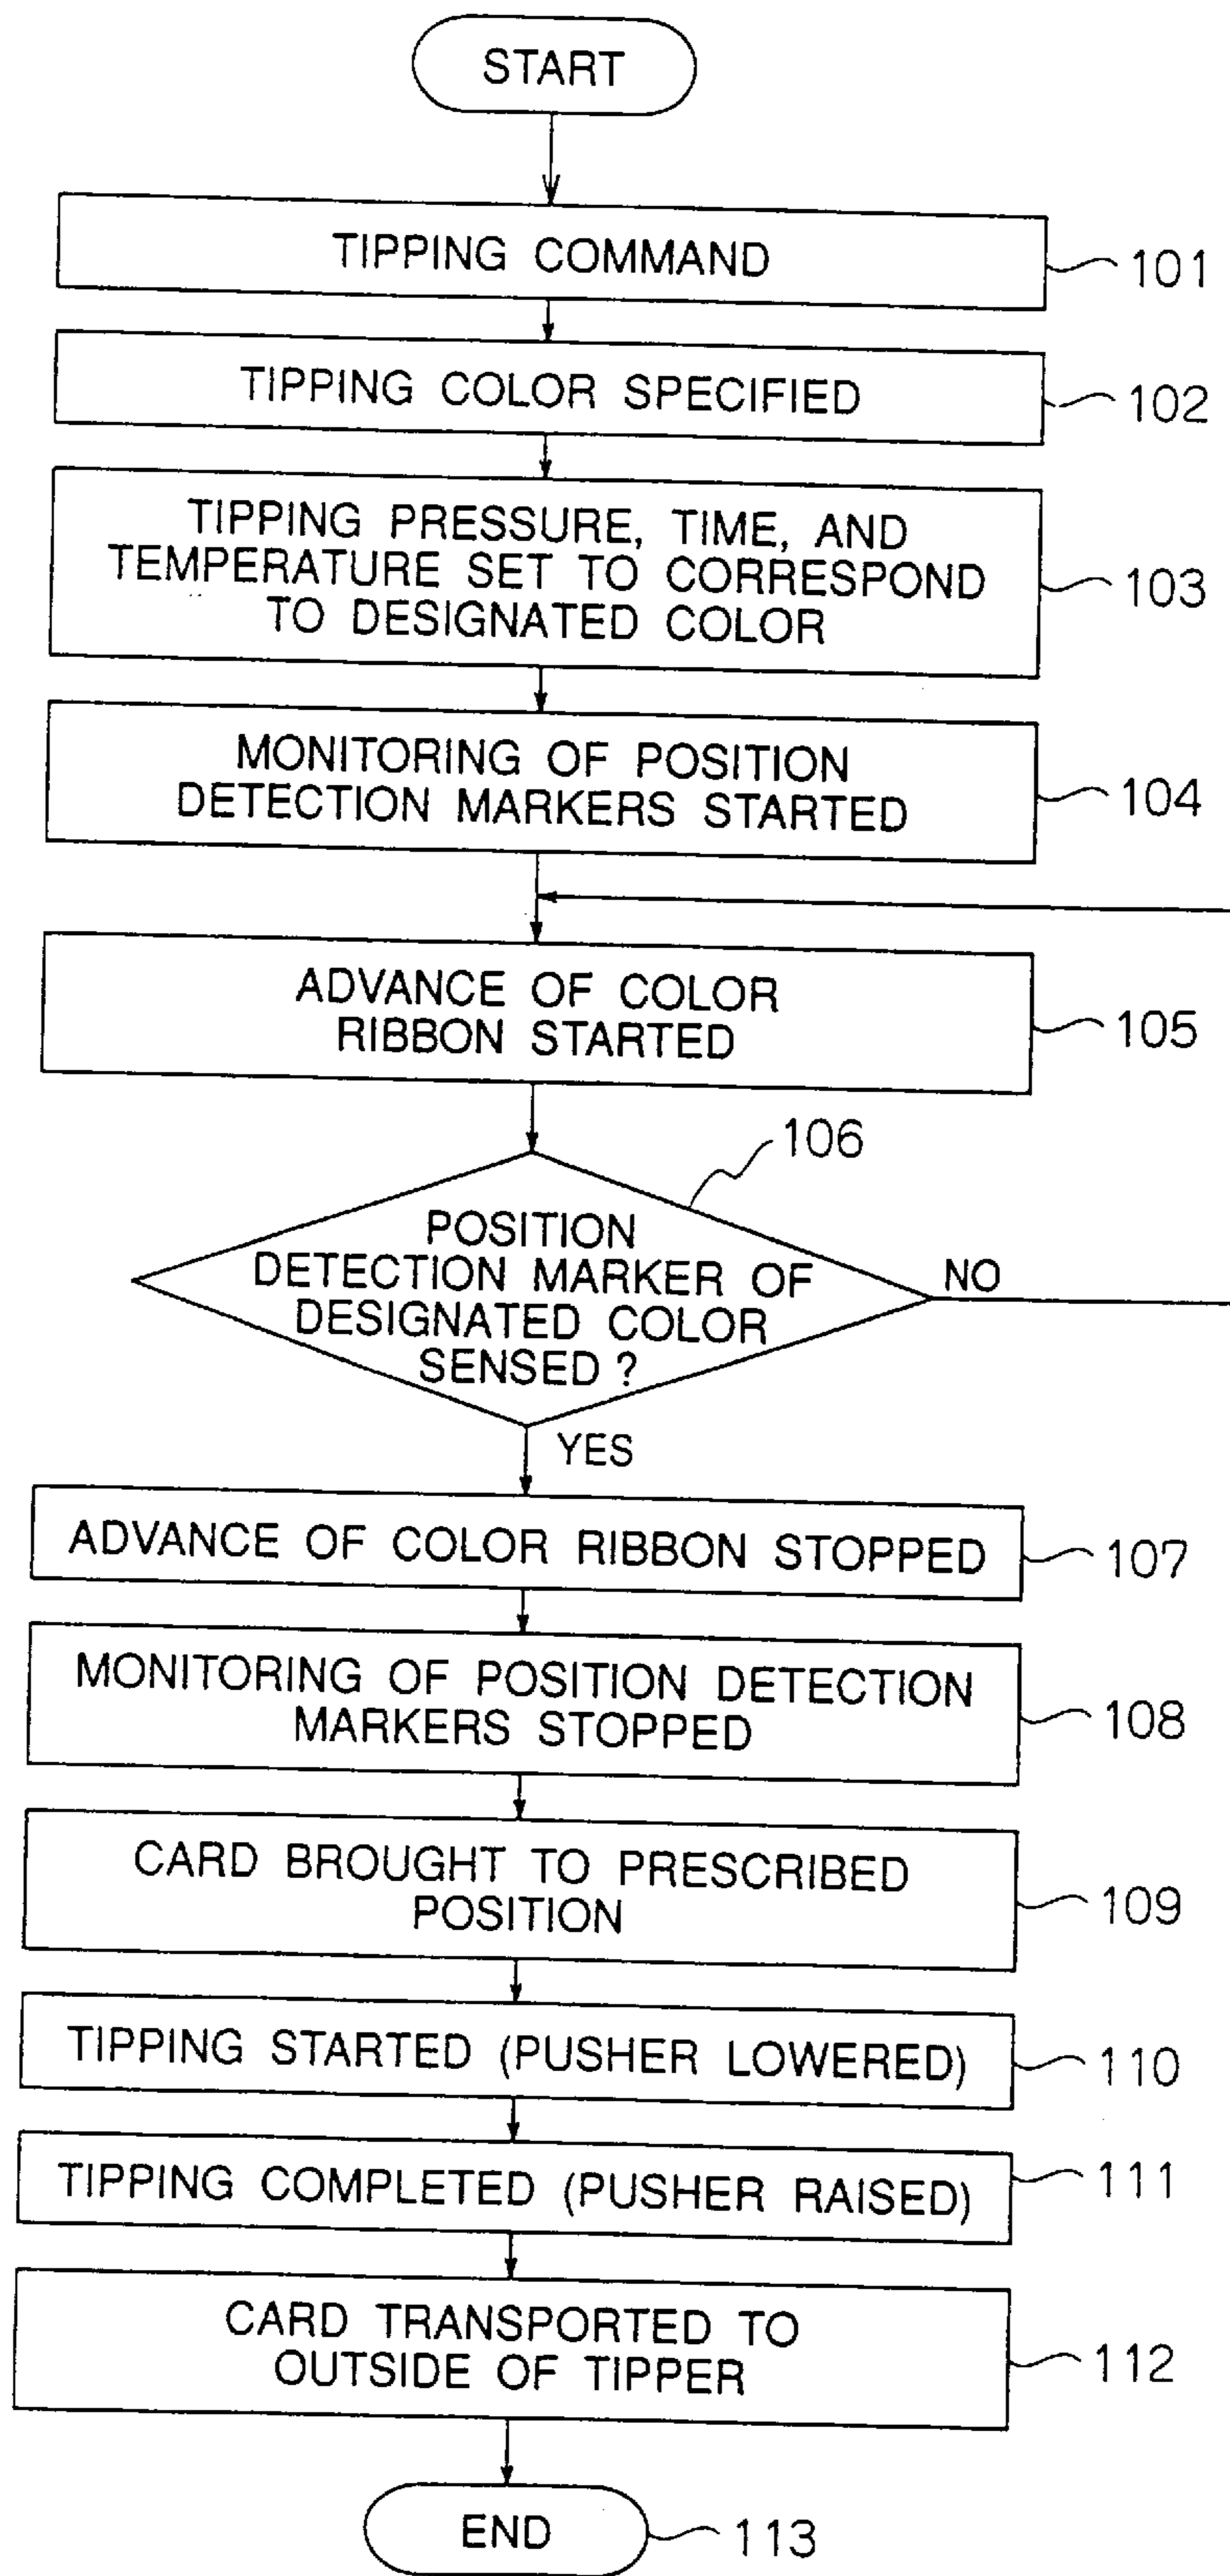 START
TIPPING COMMAND
101
TIPPING COLOR SPECIFIED
102
TIPPING PRESSURE, TIME, AND
TEMPERATURE SET TO CORRESPOND
TO DESIGNATED COLOR
103
MONITORING OF POSITION
DETECTION MARKERS STARTED
104
ADVANCE OF COLOR
RIBBON STARTED
105
106
POSITION
DETECTION MARKER OF
DESIGNATED COLOR
SENSED ?
NO
YES
ADVANCE OF COLOR RIBBON STOPPED
107
MONITORING OF POSITION DETECTION
MARKERS STOPPED
108
CARD BROUGHT TO PRESCRIBED
POSITION
109
TIPPING STARTED (PUSHER LOWERED)
110
TIPPING COMPLETED (PUSHER RAISED)
111
CARD TRANSPORTED TO
OUTSIDE OF TIPPER
112
END
113